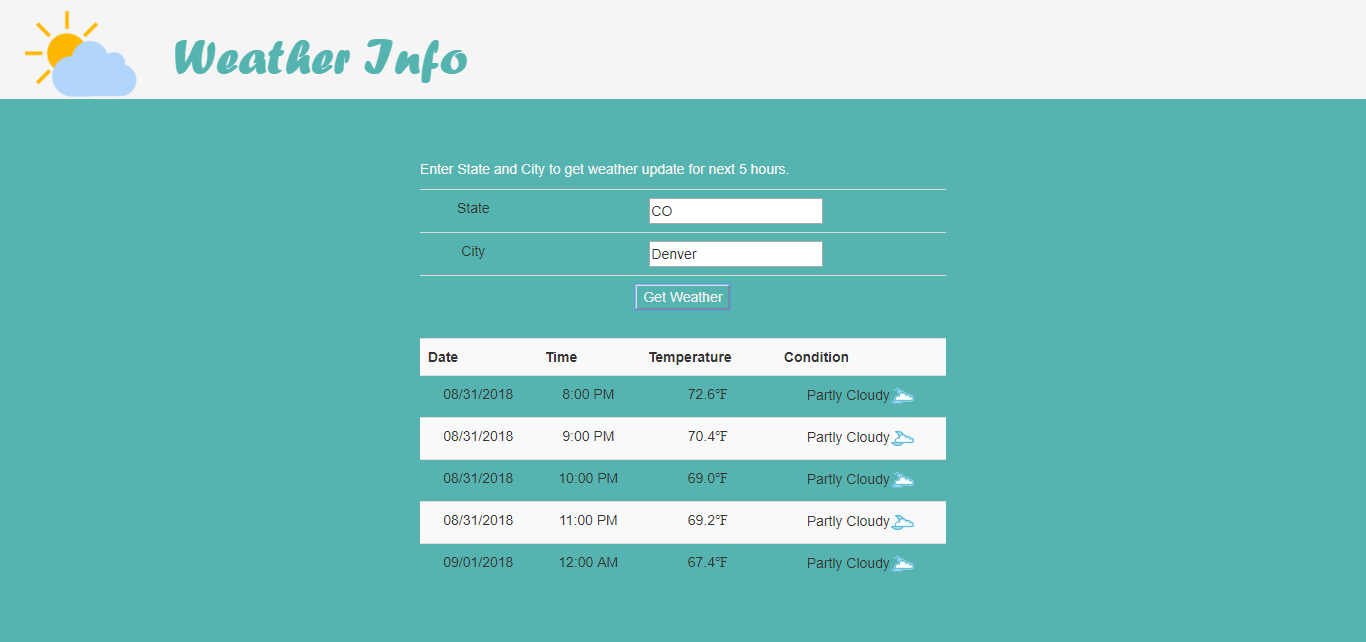 Weather Info
Enter State and City to get weather update for next 5 hours.
State CO
City Denver
Get Weather
Date Time Temperature Condition
08/31/2018 8:00 PM 72.6℉ Partly Cloudy
08/31/2018 9:00 PM 70.4℉ Partly Cloudy
08/31/2018 10:00 PM 69.0℉ Partly Cloudy
08/31/2018 11:00 PM 69.2℉ Partly Cloudy
09/01/2018 12:00 AM 67.4℉ Partly Cloudy